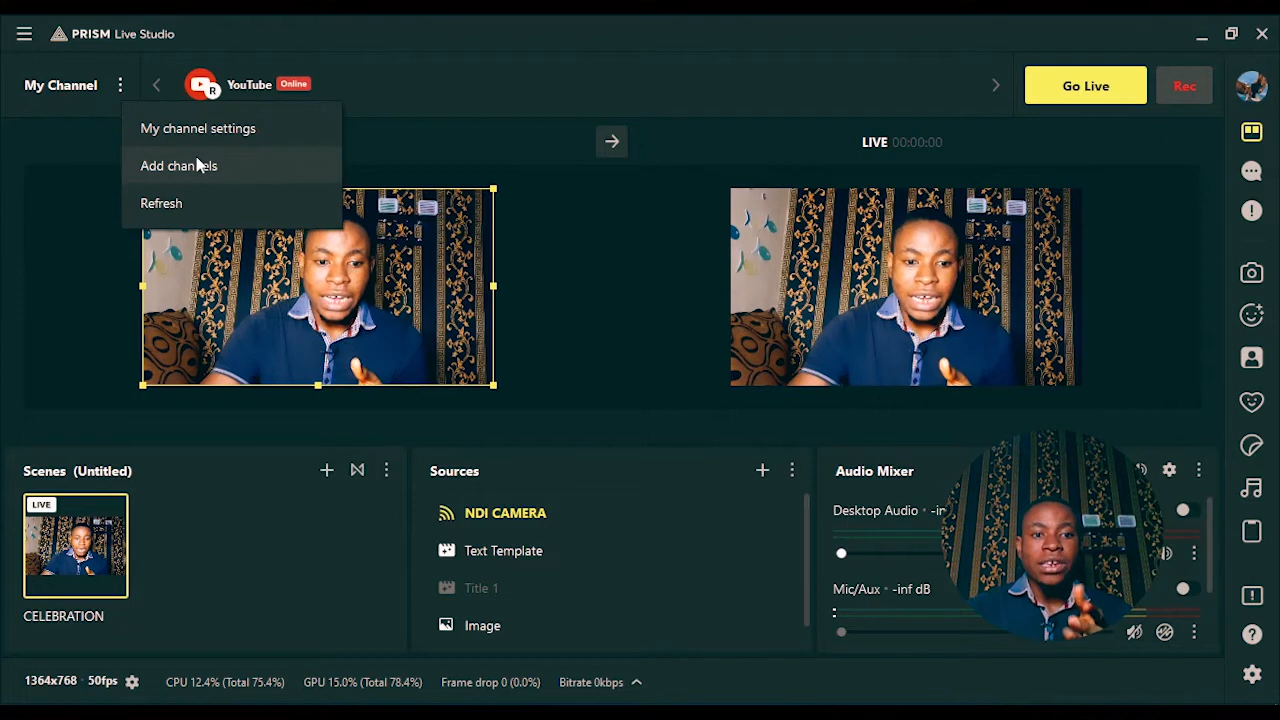 PRISM Live Studio
My Channel
R
YouTube
Online
Go Live
Rec
My channel settings
Add channels
Refresh
LIVE 00:00:00
Scenes (Untitled)
LIVE
CELEBRATION
Sources
NDI CAMERA
Text Template
Title 1
Image
Audio Mixer
Desktop Audio
Mic/Aux • -inf dB
1364x768 · 50fps
CPU 12.4% (Total 75.4%)
GPU 15.0% (Total 78.4%)
Frame drop 0 (0.0%)
Bitrate 0kbps